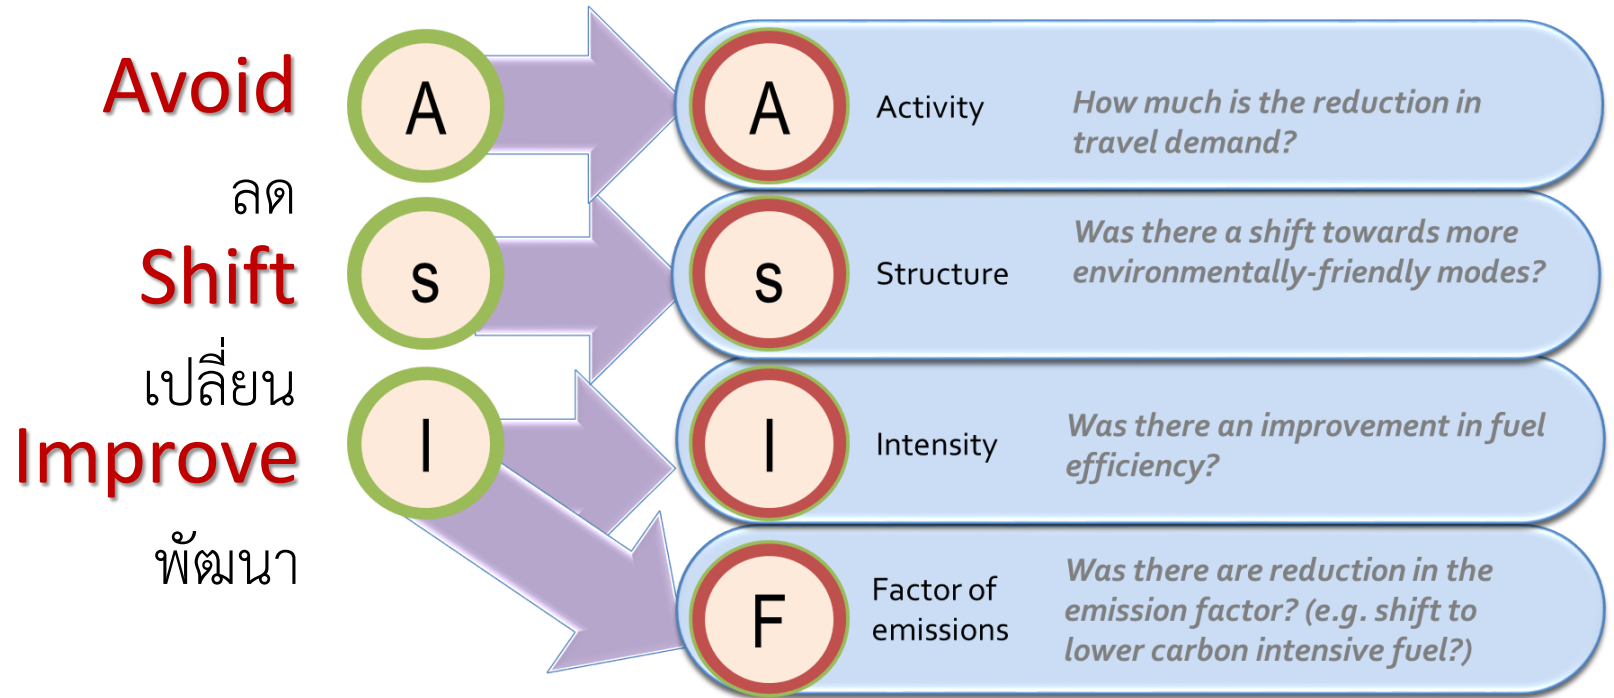 Avoid
ลด
Shift
เปลี่ยน
Improve
พัฒนา
A
s
I
A
Activity
How much is the reduction in
travel demand?
s
Structure
Was there a shift towards more
environmentally-friendly modes?
I
Intensity
Was there an improvement in fuel
efficiency?
F
Factor of
emissions
Was there are reduction in the
emission factor? (e.g. shift to
lower carbon intensive fuel?)